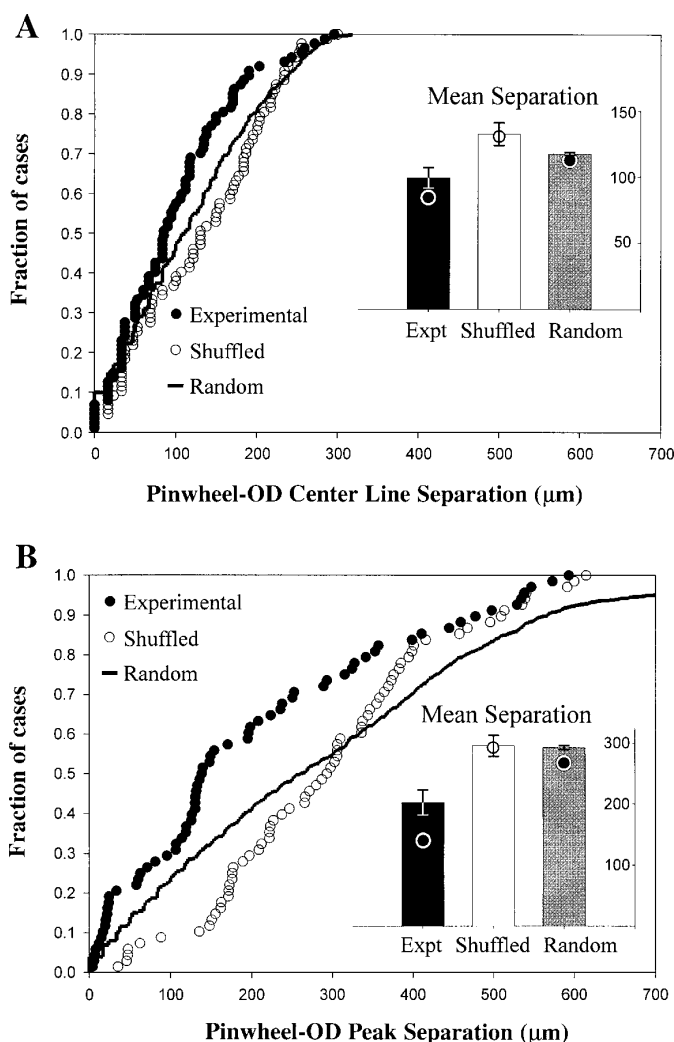 A
1.0
0.9
0.8
0.7
0.6
0.5
0.4
0.3
0.2
0.1
0.0
Fraction of cases
Experimental
Shuffled
Random
0 100 200 300 400 500 600 700
Pinwheel-OD Center Line Separation (μm)
Mean Separation
150
100
50
Expt Shuffled Random
B
1.0
0.9
0.8
0.7
0.6
0.5
0.4
0.3
0.2
0.1
0.0
Fraction of cases
Experimental
Shuffled
Random
0 100 200 300 400 500 600 700
Pinwheel-OD Peak Separation (μm)
Mean Separation
300
200
100
Expt Shuffled Random